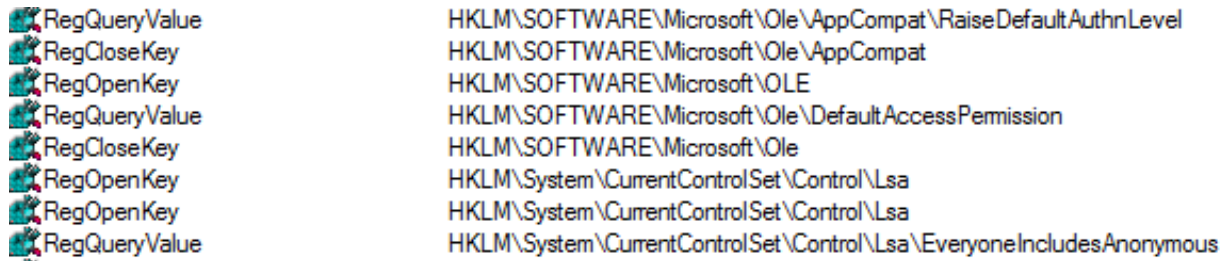 RegQueryValue HKLM\SOFTWARE\Microsoft\Ole\AppCompat\RaiseDefaultAuthnLevel
RegCloseKey HKLM\SOFTWARE\Microsoft\Ole\AppCompat
RegOpenKey HKLM\SOFTWARE\Microsoft\OLE
RegQueryValue HKLM\SOFTWARE\Microsoft\Ole\DefaultAccessPermission
RegCloseKey HKLM\SOFTWARE\Microsoft\Ole
RegOpenKey HKLM\System\CurrentControlSet\Control\Lsa
RegOpenKey HKLM\System\CurrentControlSet\Control\Lsa
RegQueryValue HKLM\System\CurrentControlSet\Control\Lsa\EveryoneIncludesAnonymous